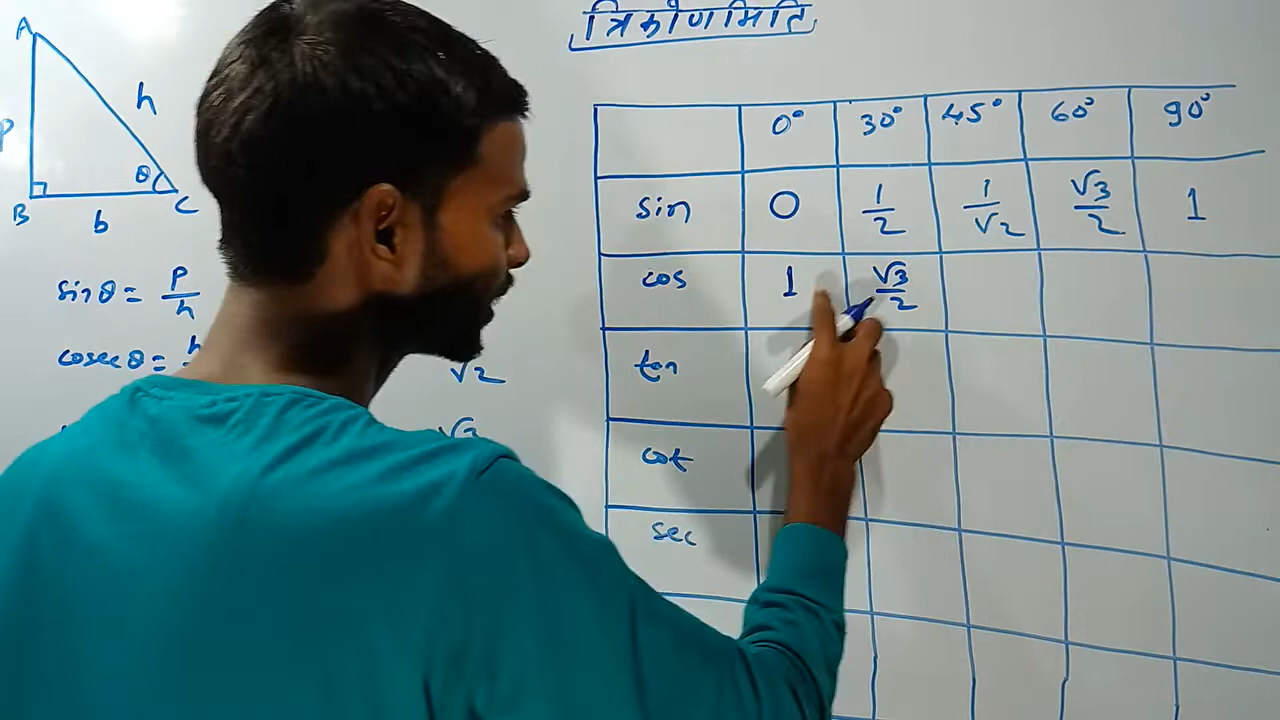 त्रिकोणमिति
A
h
P
θ
B
b
C
sinθ = P/h
cosecθ = h
√2
√3
0° 30° 45° 60° 90°
sin 0 1/2 1/√2 √3/2 1
cos 1 √3/2
tan
cot
sec